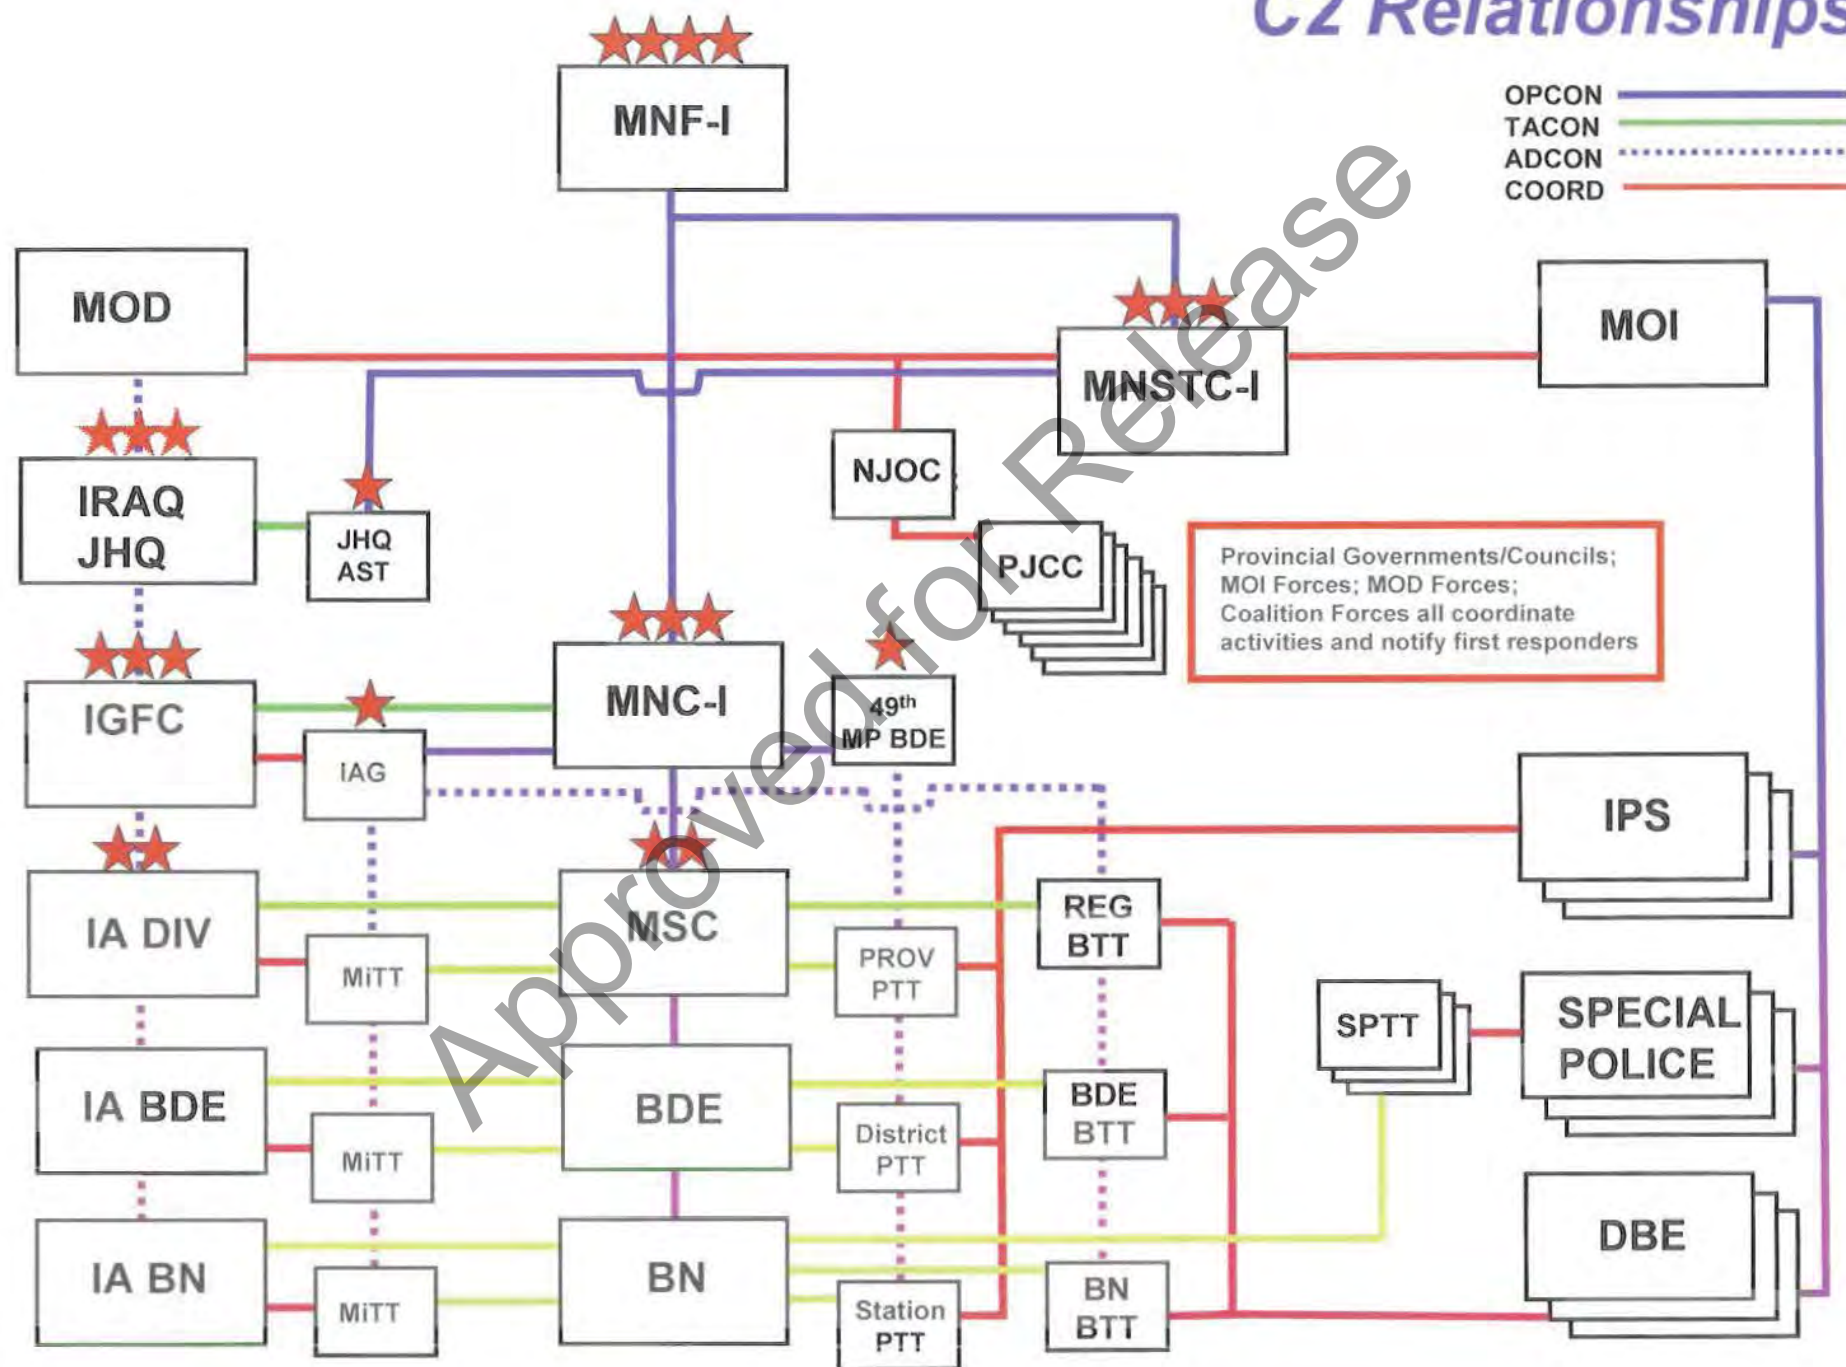 C2 Relationships
OPCON
TACON
ADCON
COORD
MNF-I
MOD
MNSTC-I
MOI
IRAQ
JHQ
JHQ
AST
NJOC
PJCC
Provincial Governments/Councils;
MOI Forces; MOD Forces;
Coalition Forces all coordinate
activities and notify first responders
IGFC
IAG
MNC-I
49th
MP BDE
IPS
IA DIV
MiTT
MSC
PROV
PTT
REG
BTT
SPTT
SPECIAL
POLICE
IA BDE
MiTT
BDE
District
PTT
BDE
BTT
DBE
IA BN
MiTT
BN
Station
PTT
BN
BTT
Approved for Release